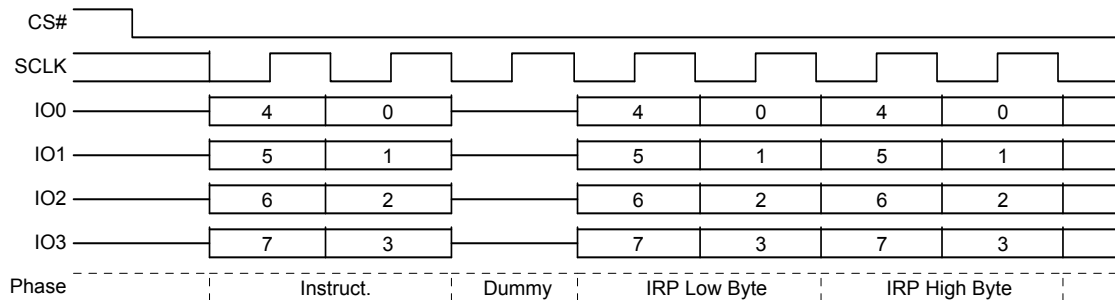 CS#
SCLK
IO0 4 0 4 0 4 0
IO1 5 1 5 1 5 1
IO2 6 2 6 2 6 2
IO3 7 3 7 3 7 3
Phase Instruct. Dummy IRP Low Byte IRP High Byte